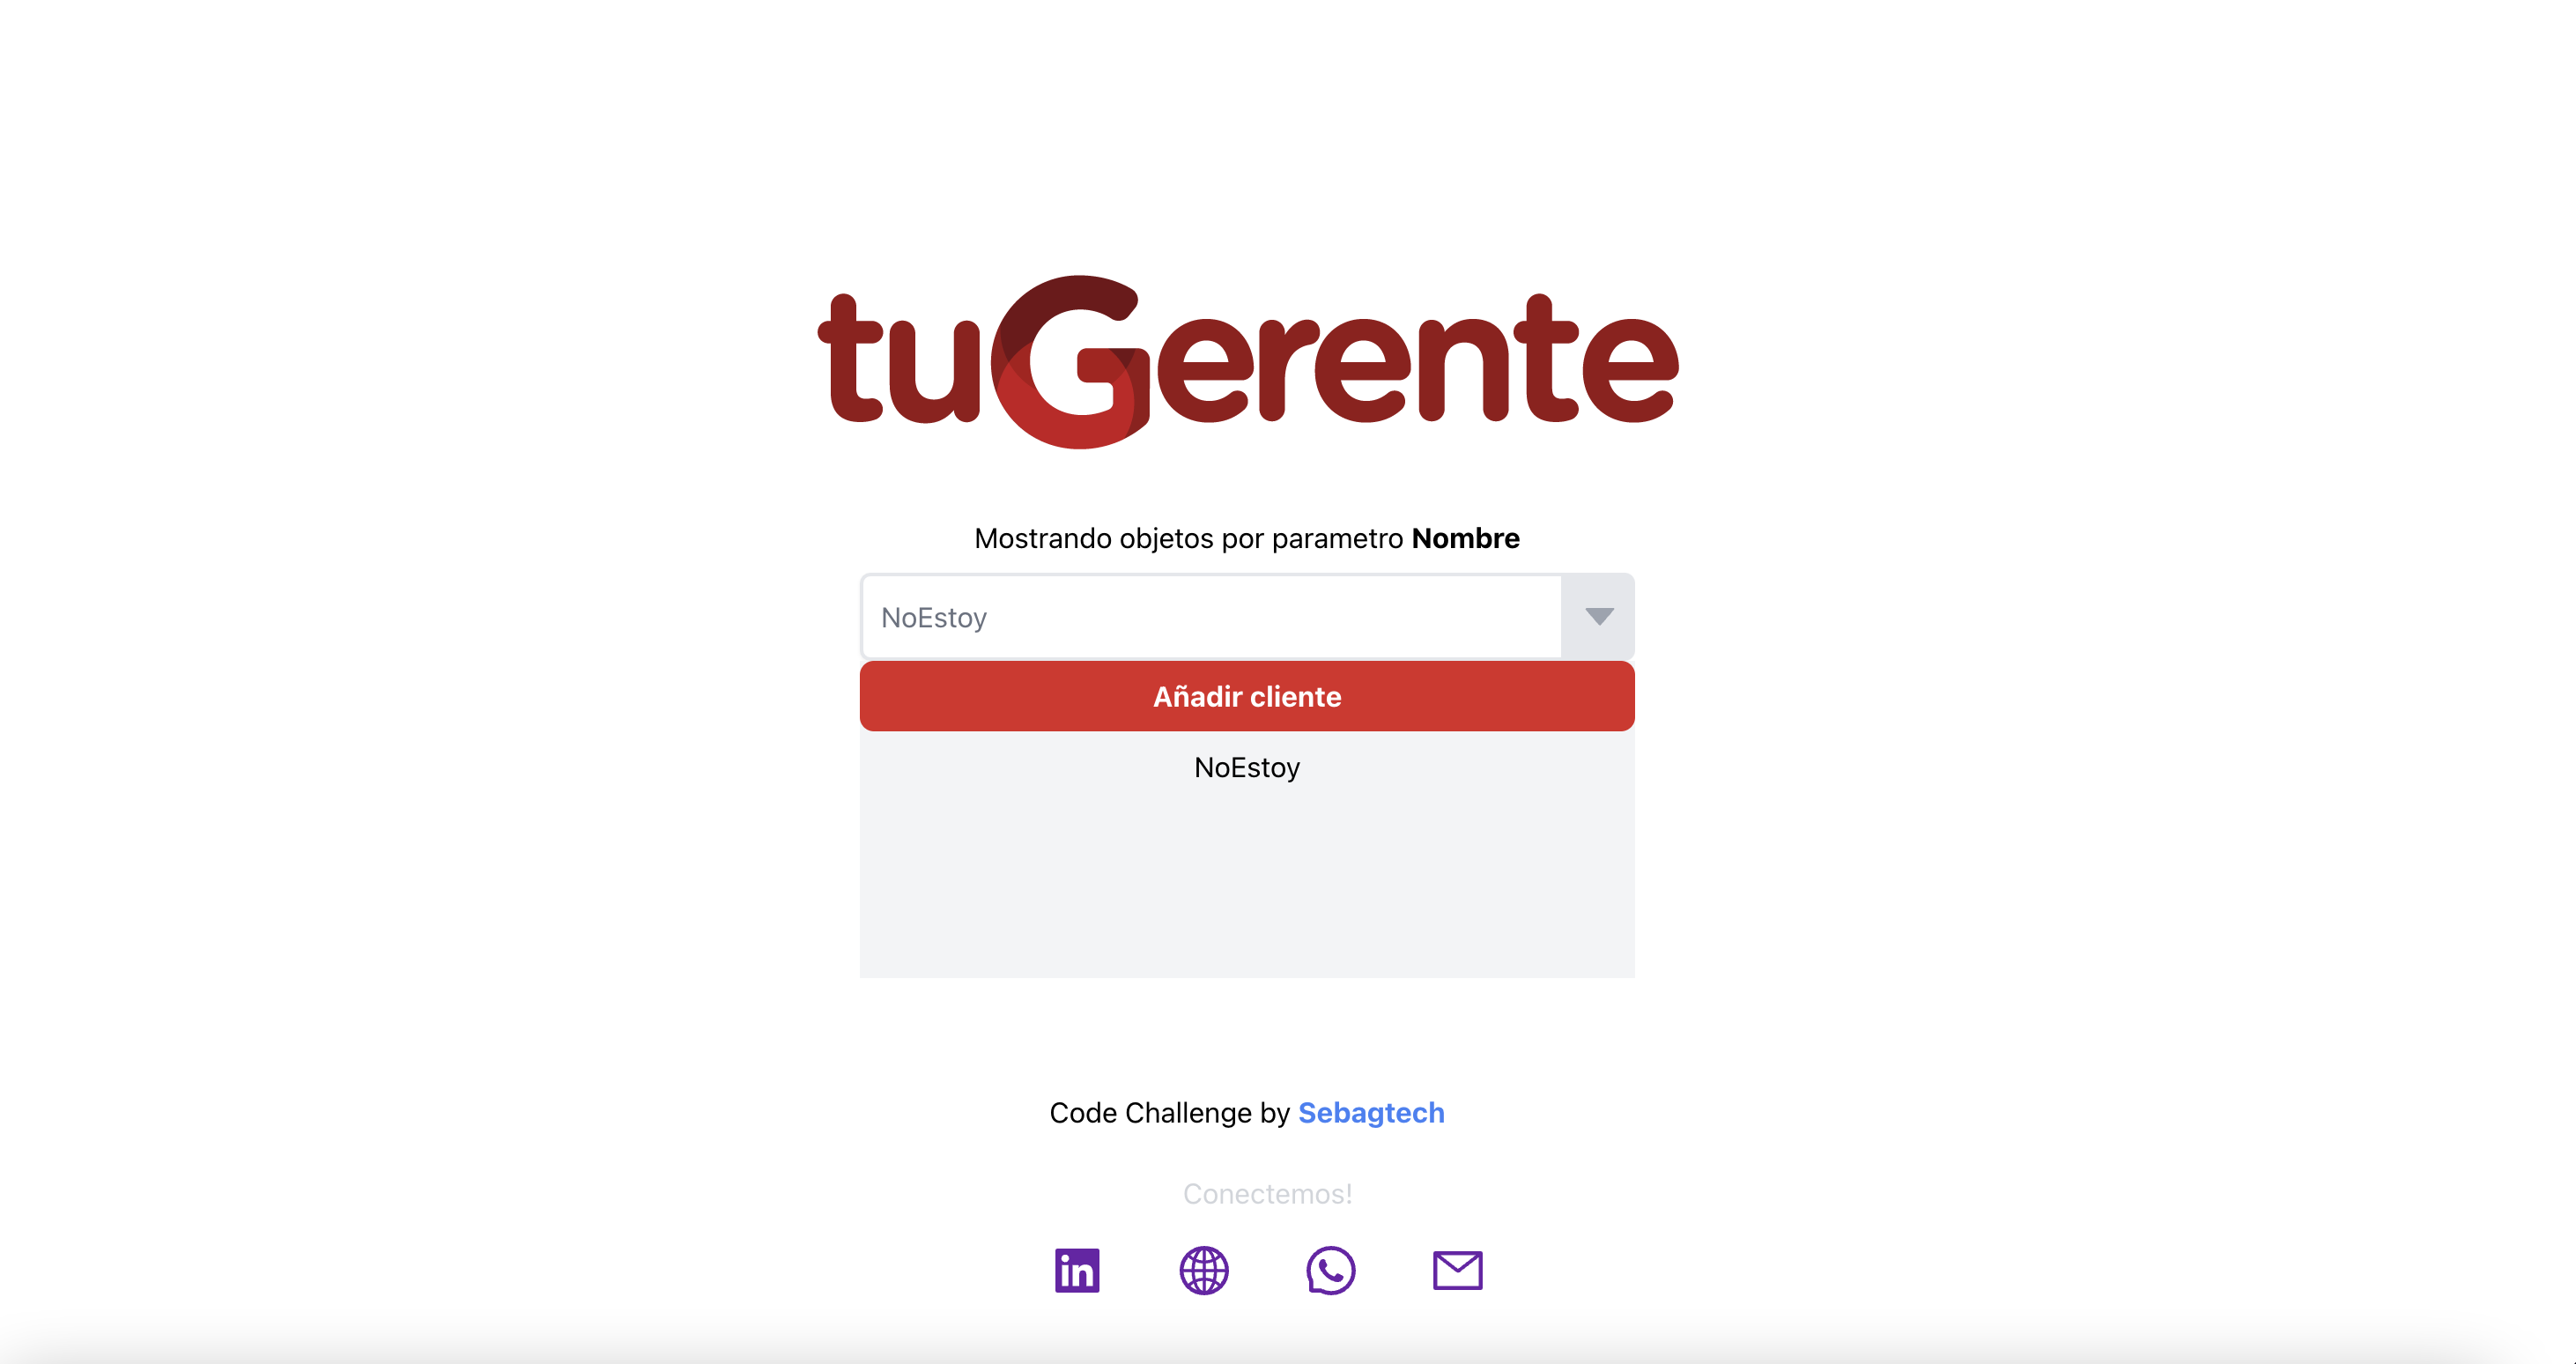 tuGerente
Mostrando objetos por parametro Nombre
NoEstoy
Añadir cliente
NoEstoy
Code Challenge by Sebagtech
Conectemos!
in